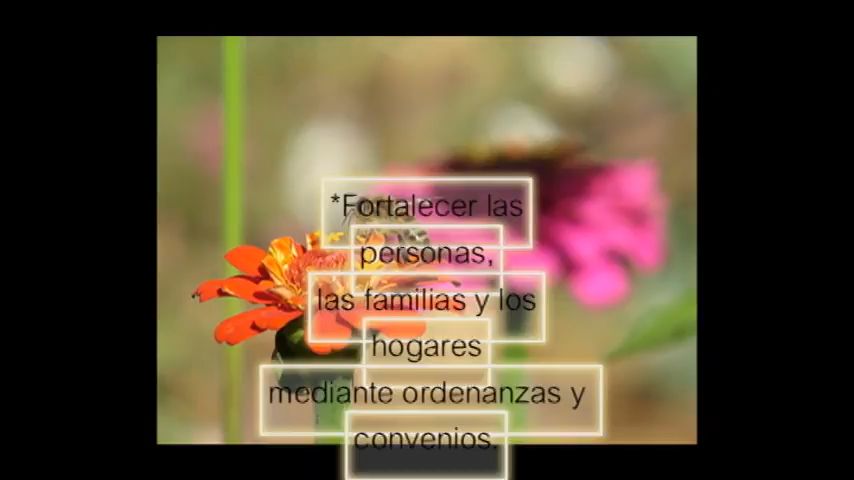 *Fortalecer las
personas,
las familias y los
hogares
mediante ordenanzas y
convenios.